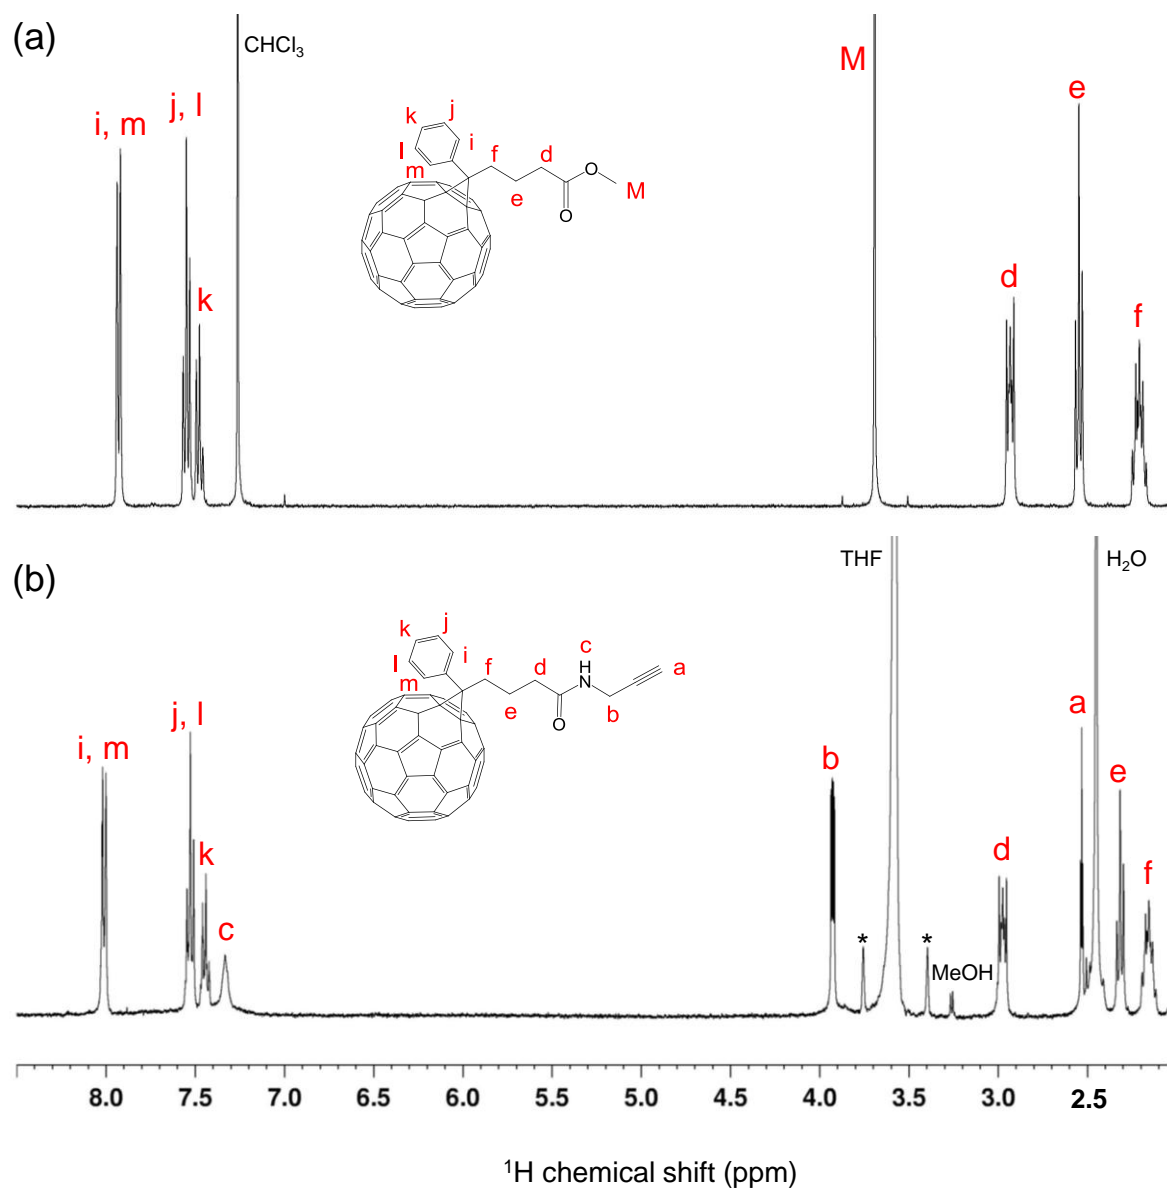 (a)
CHCl₃
M
e
j, l
i, m
k
d
f
k
j
l
i
m
f
d
e
O
O
M
(b)
THF
H₂O
k
j
l
i
m
f
d
c
H
N
a
e
O
b
j, l
i, m
k
c
b
a
e
d
f
*
*
MeOH
8.0 7.5 7.0 6.5 6.0 5.5 5.0 4.5 4.0 3.5 3.0 2.5
¹H chemical shift (ppm)